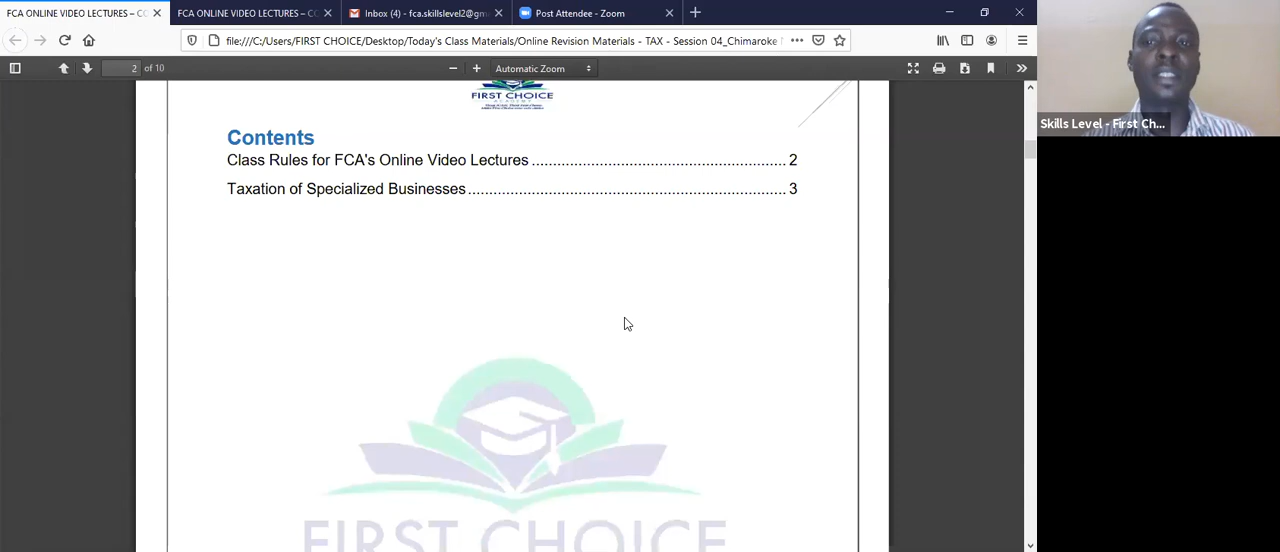 FCA ONLINE VIDEO LECTURES – CO
FCA ONLINE VIDEO LECTURES – CO
Inbox (4) - fca.skillslevel2@gm
Post Attendee - Zoom
file:///C:/Users/FIRST CHOICE/Desktop/Today's Class Materials/Online Revision Materials - TAX - Session 04_Chimaroke
2 of 10
Automatic Zoom
FIRST CHOICE
Skills Level - First Ch...
Contents
Class Rules for FCA's Online Video Lectures ........................................................ 2
Taxation of Specialized Businesses ..................................................................... 3
FIRST CHOICE